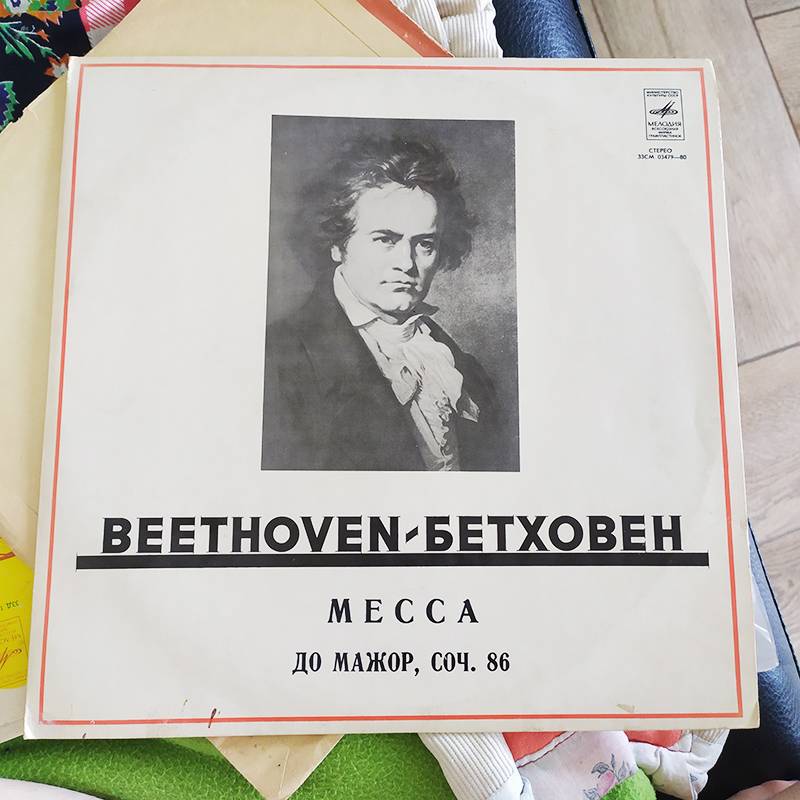 МИНИСТЕРСТВО
КУЛЬТУРЫ СССР
МЕЛОДИЯ
ВСЕСОЮЗНАЯ
ФИРМА
ГРАМПЛАСТИНОК
СТЕРЕО
33СМ 03479—80
BEETHOVEN-БЕТХОВЕН
МЕССА
ДО МАЖОР, СОЧ. 86